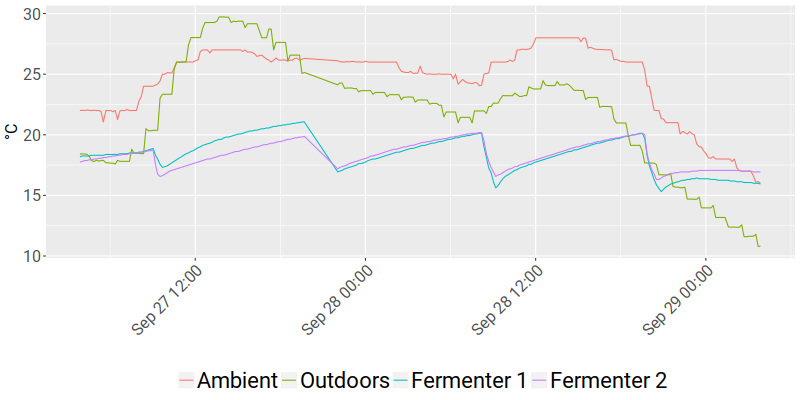 30
25
20
15
10
°C
Sep 27 12:00
Sep 28 00:00
Sep 28 12:00
Sep 29 00:00
Ambient Outdoors Fermenter 1 Fermenter 2